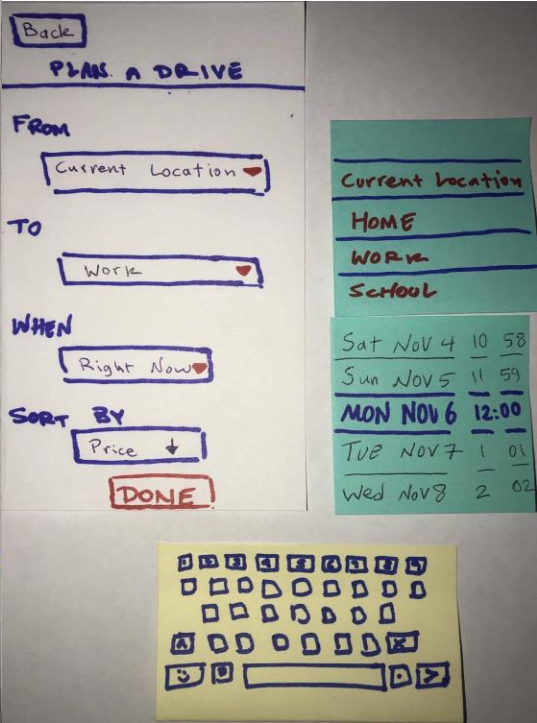 Back
PLAN A DRIVE
FROM
Current Location
TO
Work
WHEN
Right Now
SORT BY
Price ↓
DONE
Current Location
HOME
WORK
SCHOOL
Sat Nov 4 10 58
Sun Nov 5 11 59
MON NOV 6 12:00
TUE NOV 7 1 01
Wed Nov 8 2 02